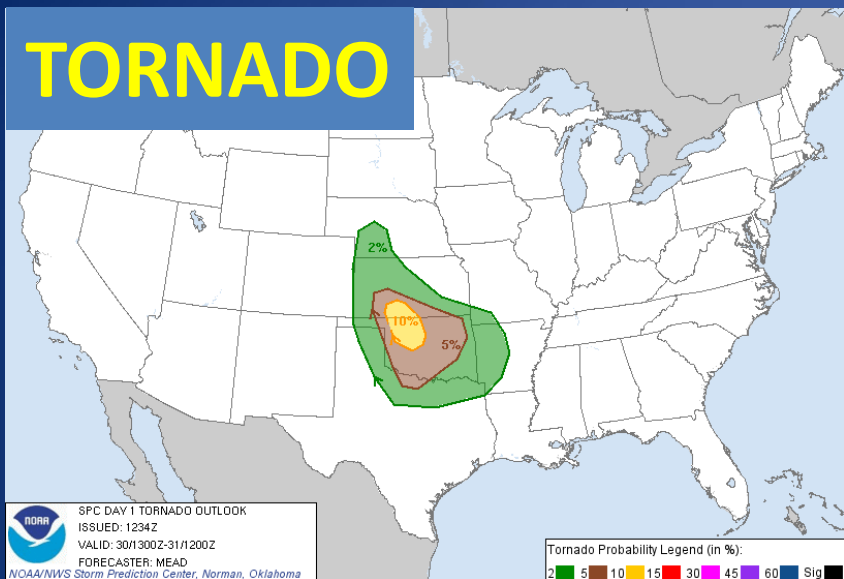 TORNADO
2%
10%
5%
NOAA
SPC DAY 1 TORNADO OUTLOOK
ISSUED: 1234Z
VALID: 30/1300Z-31/1200Z
FORECASTER: MEAD
NOAA/NWS Storm Prediction Center, Norman, Oklahoma
Tornado Probability Legend (in %):
2 5 10 15 30 45 60 Sig